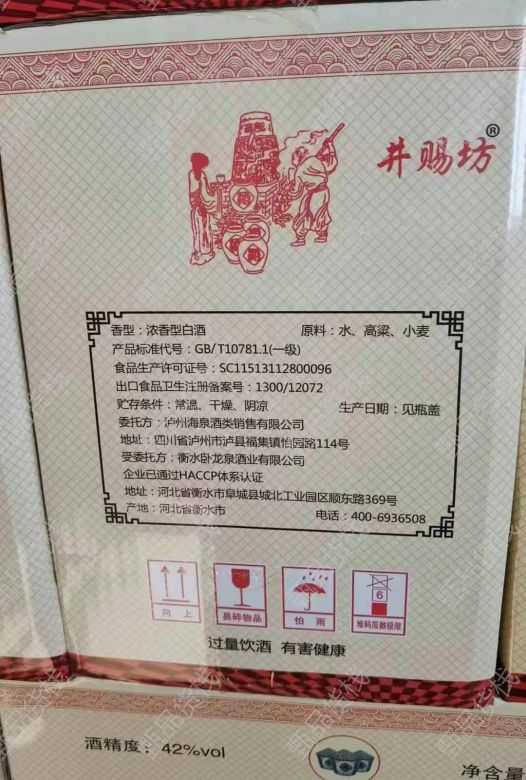 井赐坊®
香型：浓香型白酒 原料：水、高粱、小麦
产品标准代号：GB/T10781.1(一级)
食品生产许可证号：SC11513112800096
出口食品卫生注册备案号：1300/12072
贮存条件：常温、干燥、阴凉 生产日期：见瓶盖
委托方：泸州海泉酒类销售有限公司
地址：四川省泸州市泸县福集镇怡园路114号
受委托方：衡水卧龙泉酒业有限公司
企业已通过HACCP体系认证
地址：河北省衡水市阜城县城北工业园区顺东路369号
产地：河北省衡水市 电话：400-6936508
向上 易碎物品 怕雨 6 堆码层数极限
过量饮酒 有害健康
酒精度：42%vol
净含量